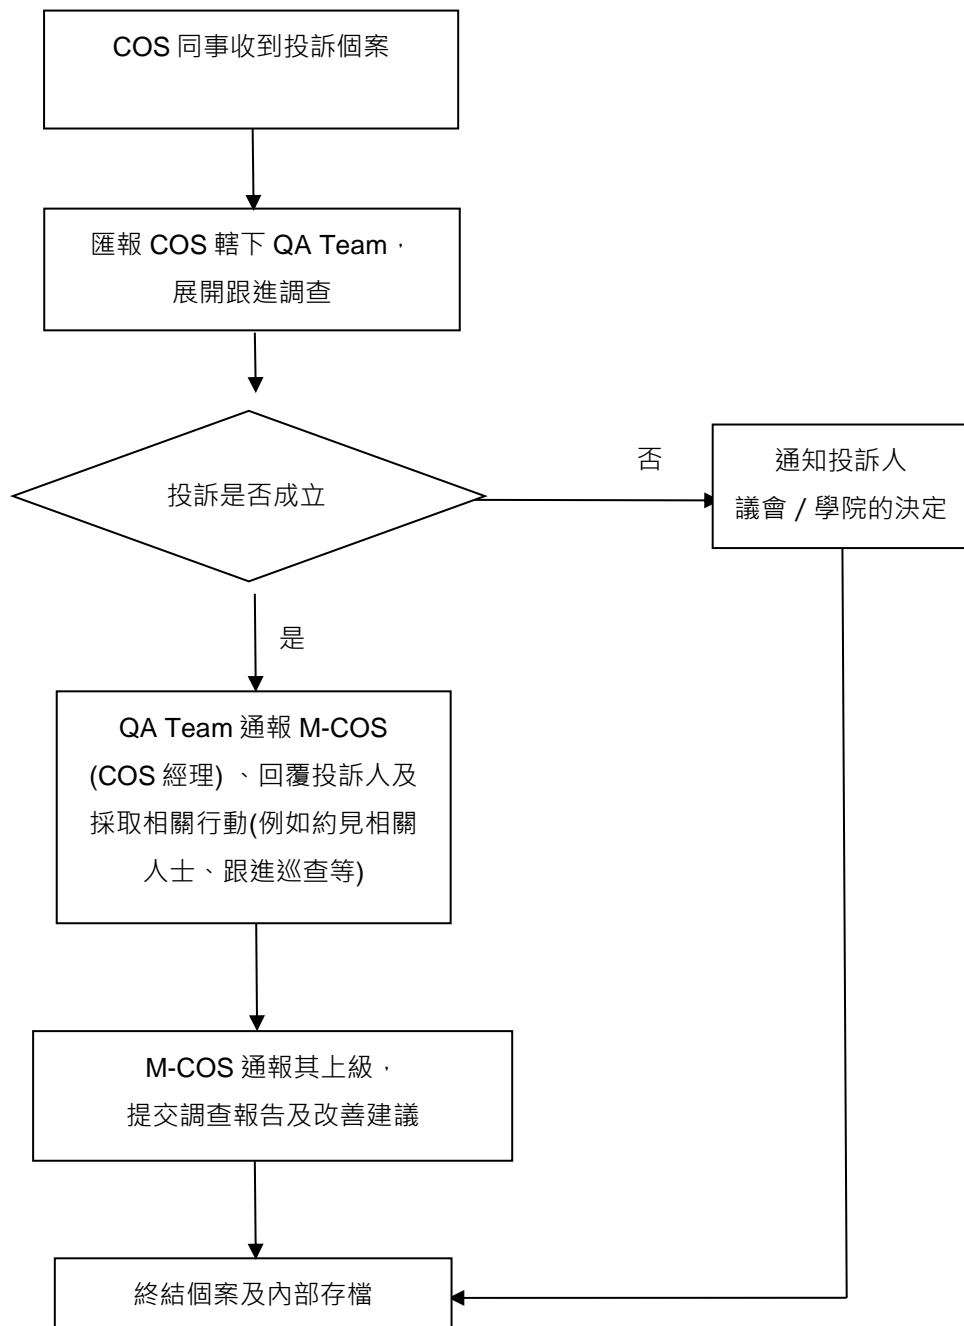 COS 同事收到投訴個案
匯報 COS 轄下 QA Team，
展開跟進調查
投訴是否成立
否
通知投訴人
議會 / 學院的決定
是
QA Team 通報 M-COS
(COS 經理) 、回覆投訴人及
採取相關行動(例如約見相關
人士、跟進巡查等)
M-COS 通報其上級，
提交調查報告及改善建議
終結個案及內部存檔